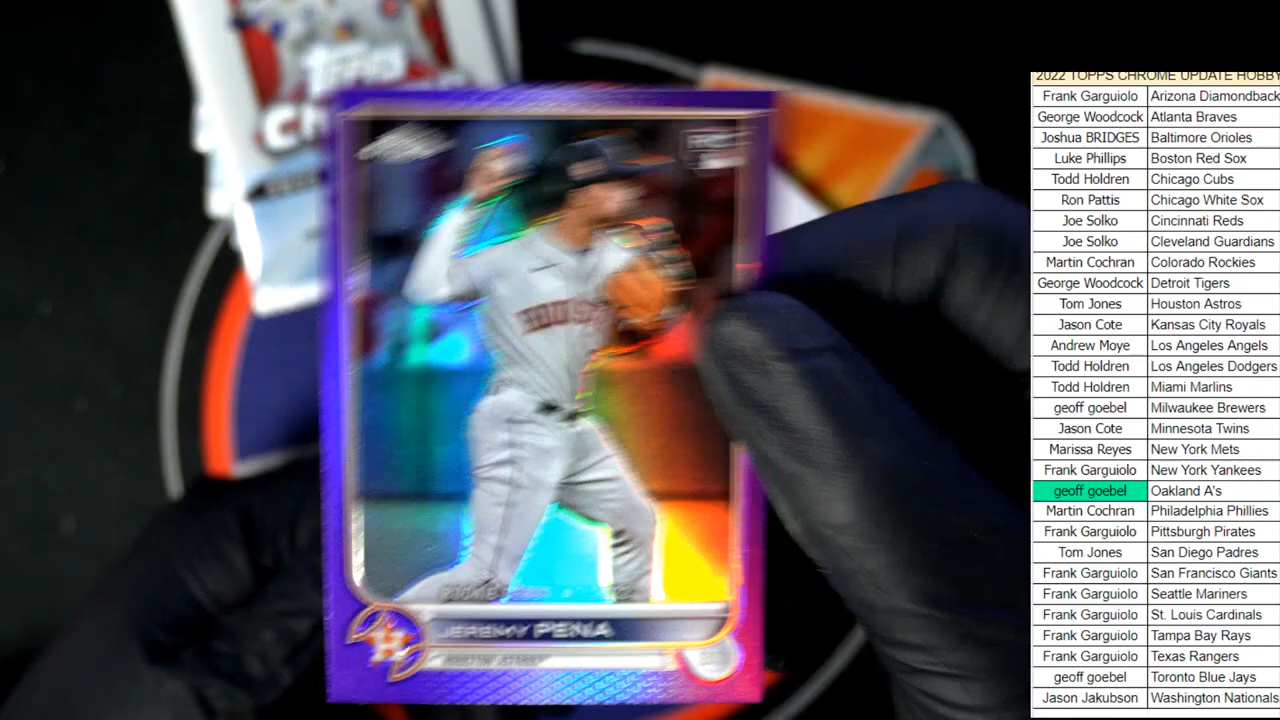 Topps
2022 TOPPS CHROME UPDATE HOBBY
Frank Garguiolo Arizona Diamondback
George Woodcock Atlanta Braves
Joshua BRIDGES Baltimore Orioles
Luke Phillips Boston Red Sox
Todd Holdren Chicago Cubs
Ron Pattis Chicago White Sox
Joe Solko Cincinnati Reds
Joe Solko Cleveland Guardians
Martin Cochran Colorado Rockies
George Woodcock Detroit Tigers
Tom Jones Houston Astros
Jason Cote Kansas City Royals
Andrew Moye Los Angeles Angels
Todd Holdren Los Angeles Dodgers
Todd Holdren Miami Marlins
geoff goebel Milwaukee Brewers
Jason Cote Minnesota Twins
Marissa Reyes New York Mets
Frank Garguiolo New York Yankees
geoff goebel Oakland A's
Martin Cochran Philadelphia Phillies
Frank Garguiolo Pittsburgh Pirates
Tom Jones San Diego Padres
Frank Garguiolo San Francisco Giants
Frank Garguiolo Seattle Mariners
Frank Garguiolo St. Louis Cardinals
Frank Garguiolo Tampa Bay Rays
Frank Garguiolo Texas Rangers
geoff goebel Toronto Blue Jays
Jason Jakubson Washington Nationals
JEREMY PEÑA
HOUSTON ASTROS